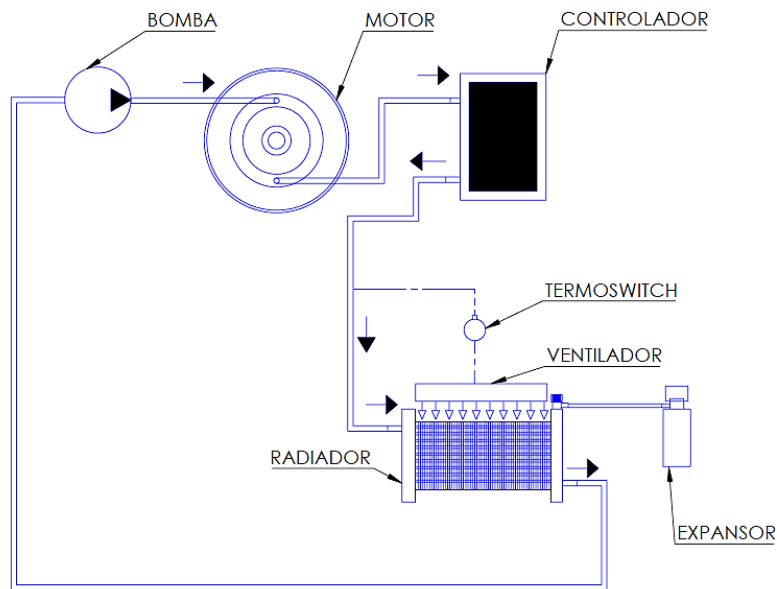 BOMBA
MOTOR
CONTROLADOR
TERMOSWITCH
VENTILADOR
RADIADOR
EXPANSOR